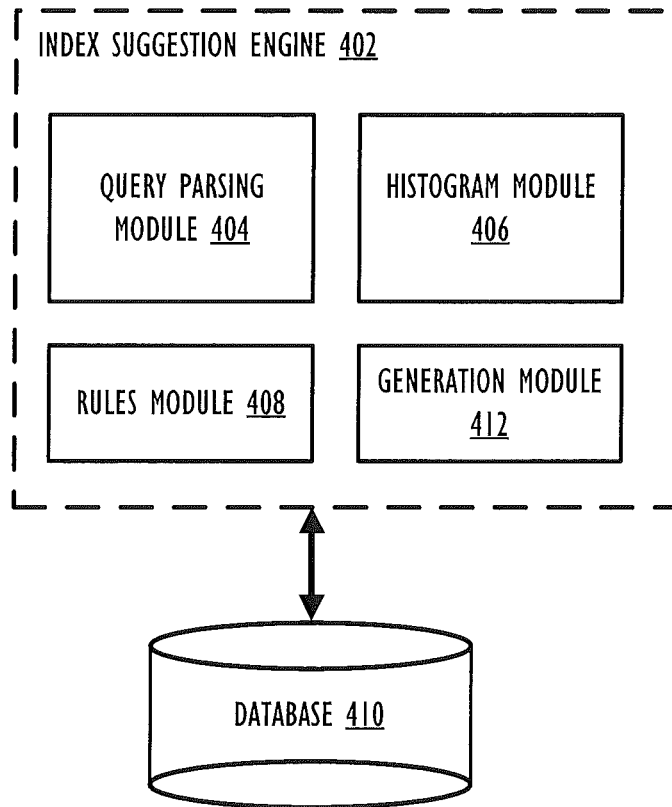 INDEX SUGGESTION ENGINE 402
QUERY PARSING
MODULE 404
HISTOGRAM MODULE
406
RULES MODULE 408
GENERATION MODULE
412
DATABASE 410